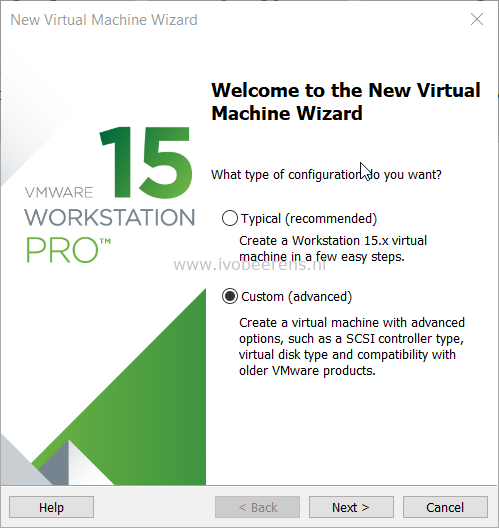 New Virtual Machine Wizard
Welcome to the New Virtual
Machine Wizard
15
VMWARE
WORKSTATION
PRO™
What type of configuration do you want?
Typical (recommended)
Create a Workstation 15.x virtual
machine in a few easy steps.
www.ivobeerens.nl
Custom (advanced)
Create a virtual machine with advanced
options, such as a SCSI controller type,
virtual disk type and compatibility with
older VMware products.
Help
< Back
Next >
Cancel